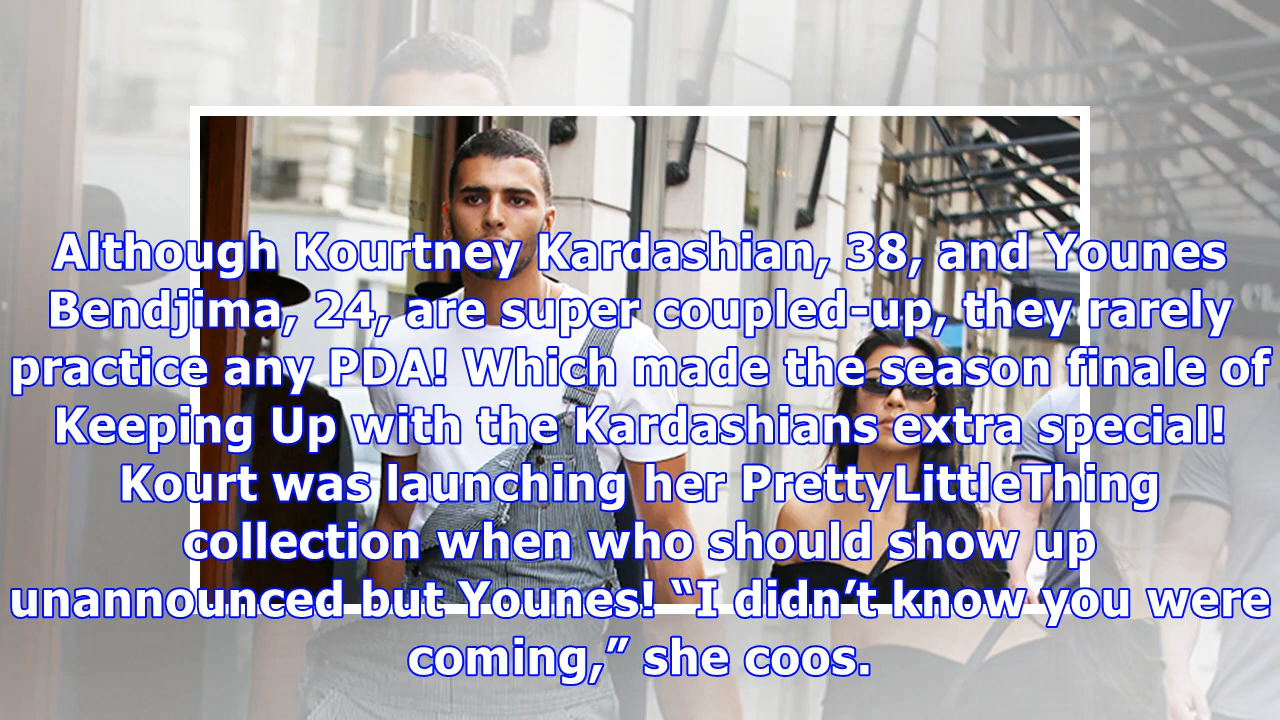 Although Kourtney Kardashian, 38, and Younes
Bendjima, 24, are super coupled-up, they rarely
practice any PDA! Which made the season finale of
Keeping Up with the Kardashians extra special!
Kourt was launching her PrettyLittleThing
collection when who should show up
unannounced but Younes! “I didn’t know you were
coming,” she coos.